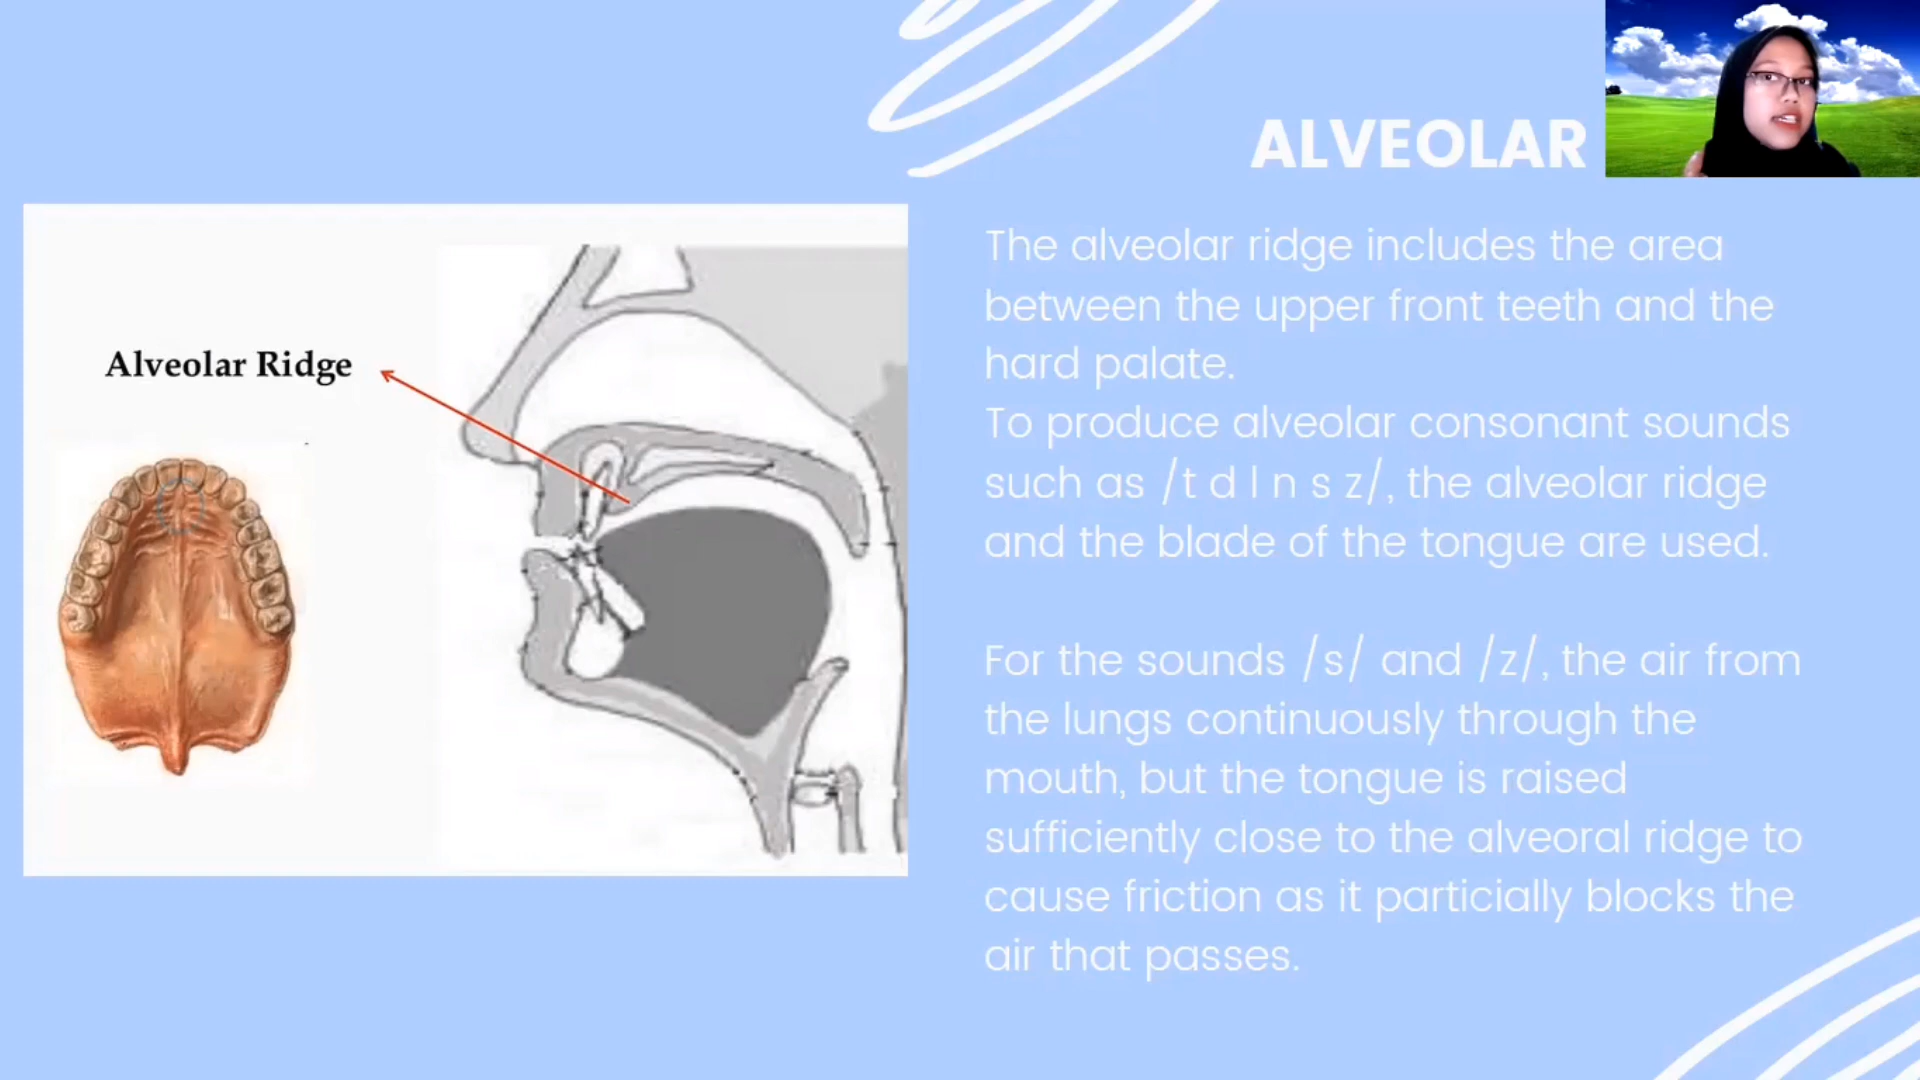 ALVEOLAR
Alveolar Ridge
The alveolar ridge includes the area
between the upper front teeth and the
hard palate.
To produce alveolar consonant sounds
such as /t d l n s z/, the alveolar ridge
and the blade of the tongue are used.
For the sounds /s/ and /z/, the air from
the lungs continuously through the
mouth, but the tongue is raised
sufficiently close to the alveoral ridge to
cause friction as it particially blocks the
air that passes.